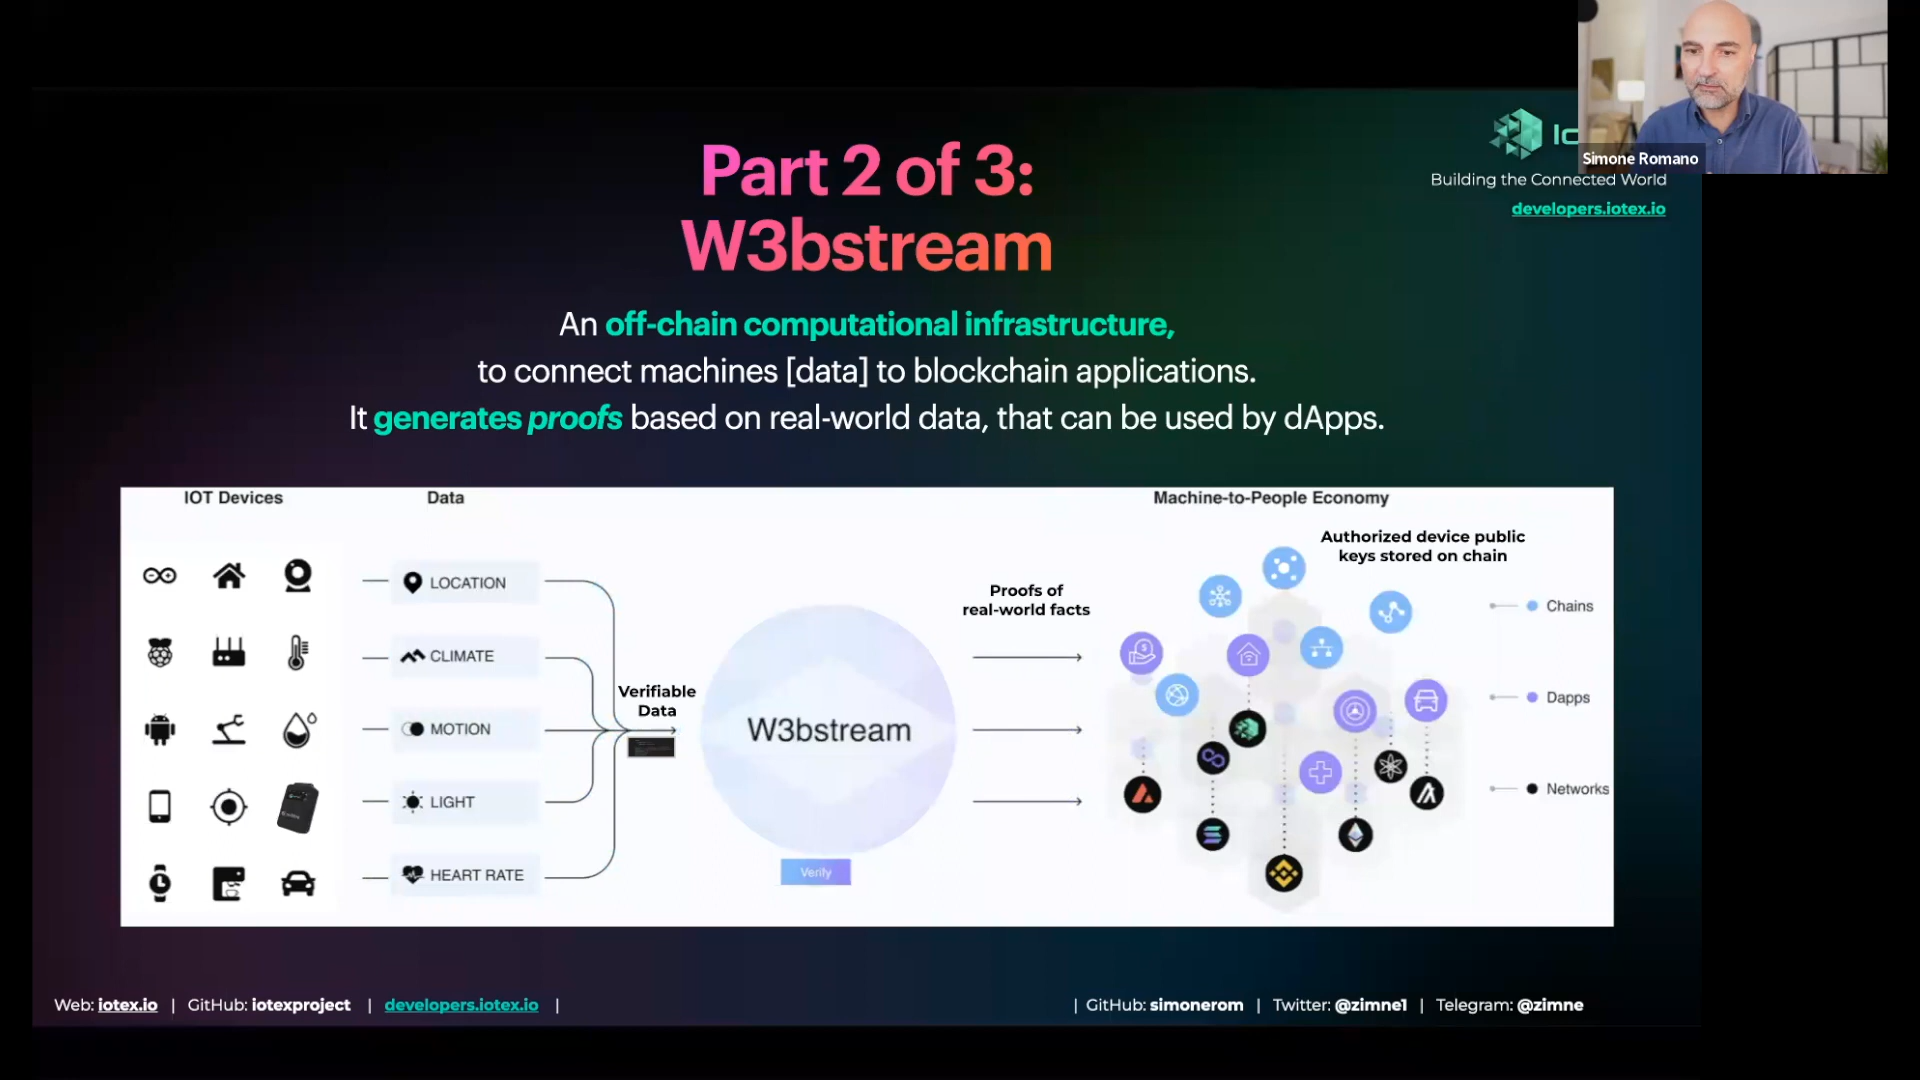 Part 2 of 3:
W3bstream
Simone Romano
Building the Connected World
developers.iotex.io
An off-chain computational infrastructure,
to connect machines [data] to blockchain applications.
It generates proofs based on real-world data, that can be used by dApps.
IOT Devices
Data
Machine-to-People Economy
LOCATION
CLIMATE
MOTION
LIGHT
HEART RATE
Verifiable
Data
W3bstream
Verify
Proofs of
real-world facts
Authorized device public
keys stored on chain
Chains
Dapps
Networks
Web: iotex.io | GitHub: iotexproject | developers.iotex.io |
| GitHub: simonerom | Twitter: @zimne1 | Telegram: @zimne